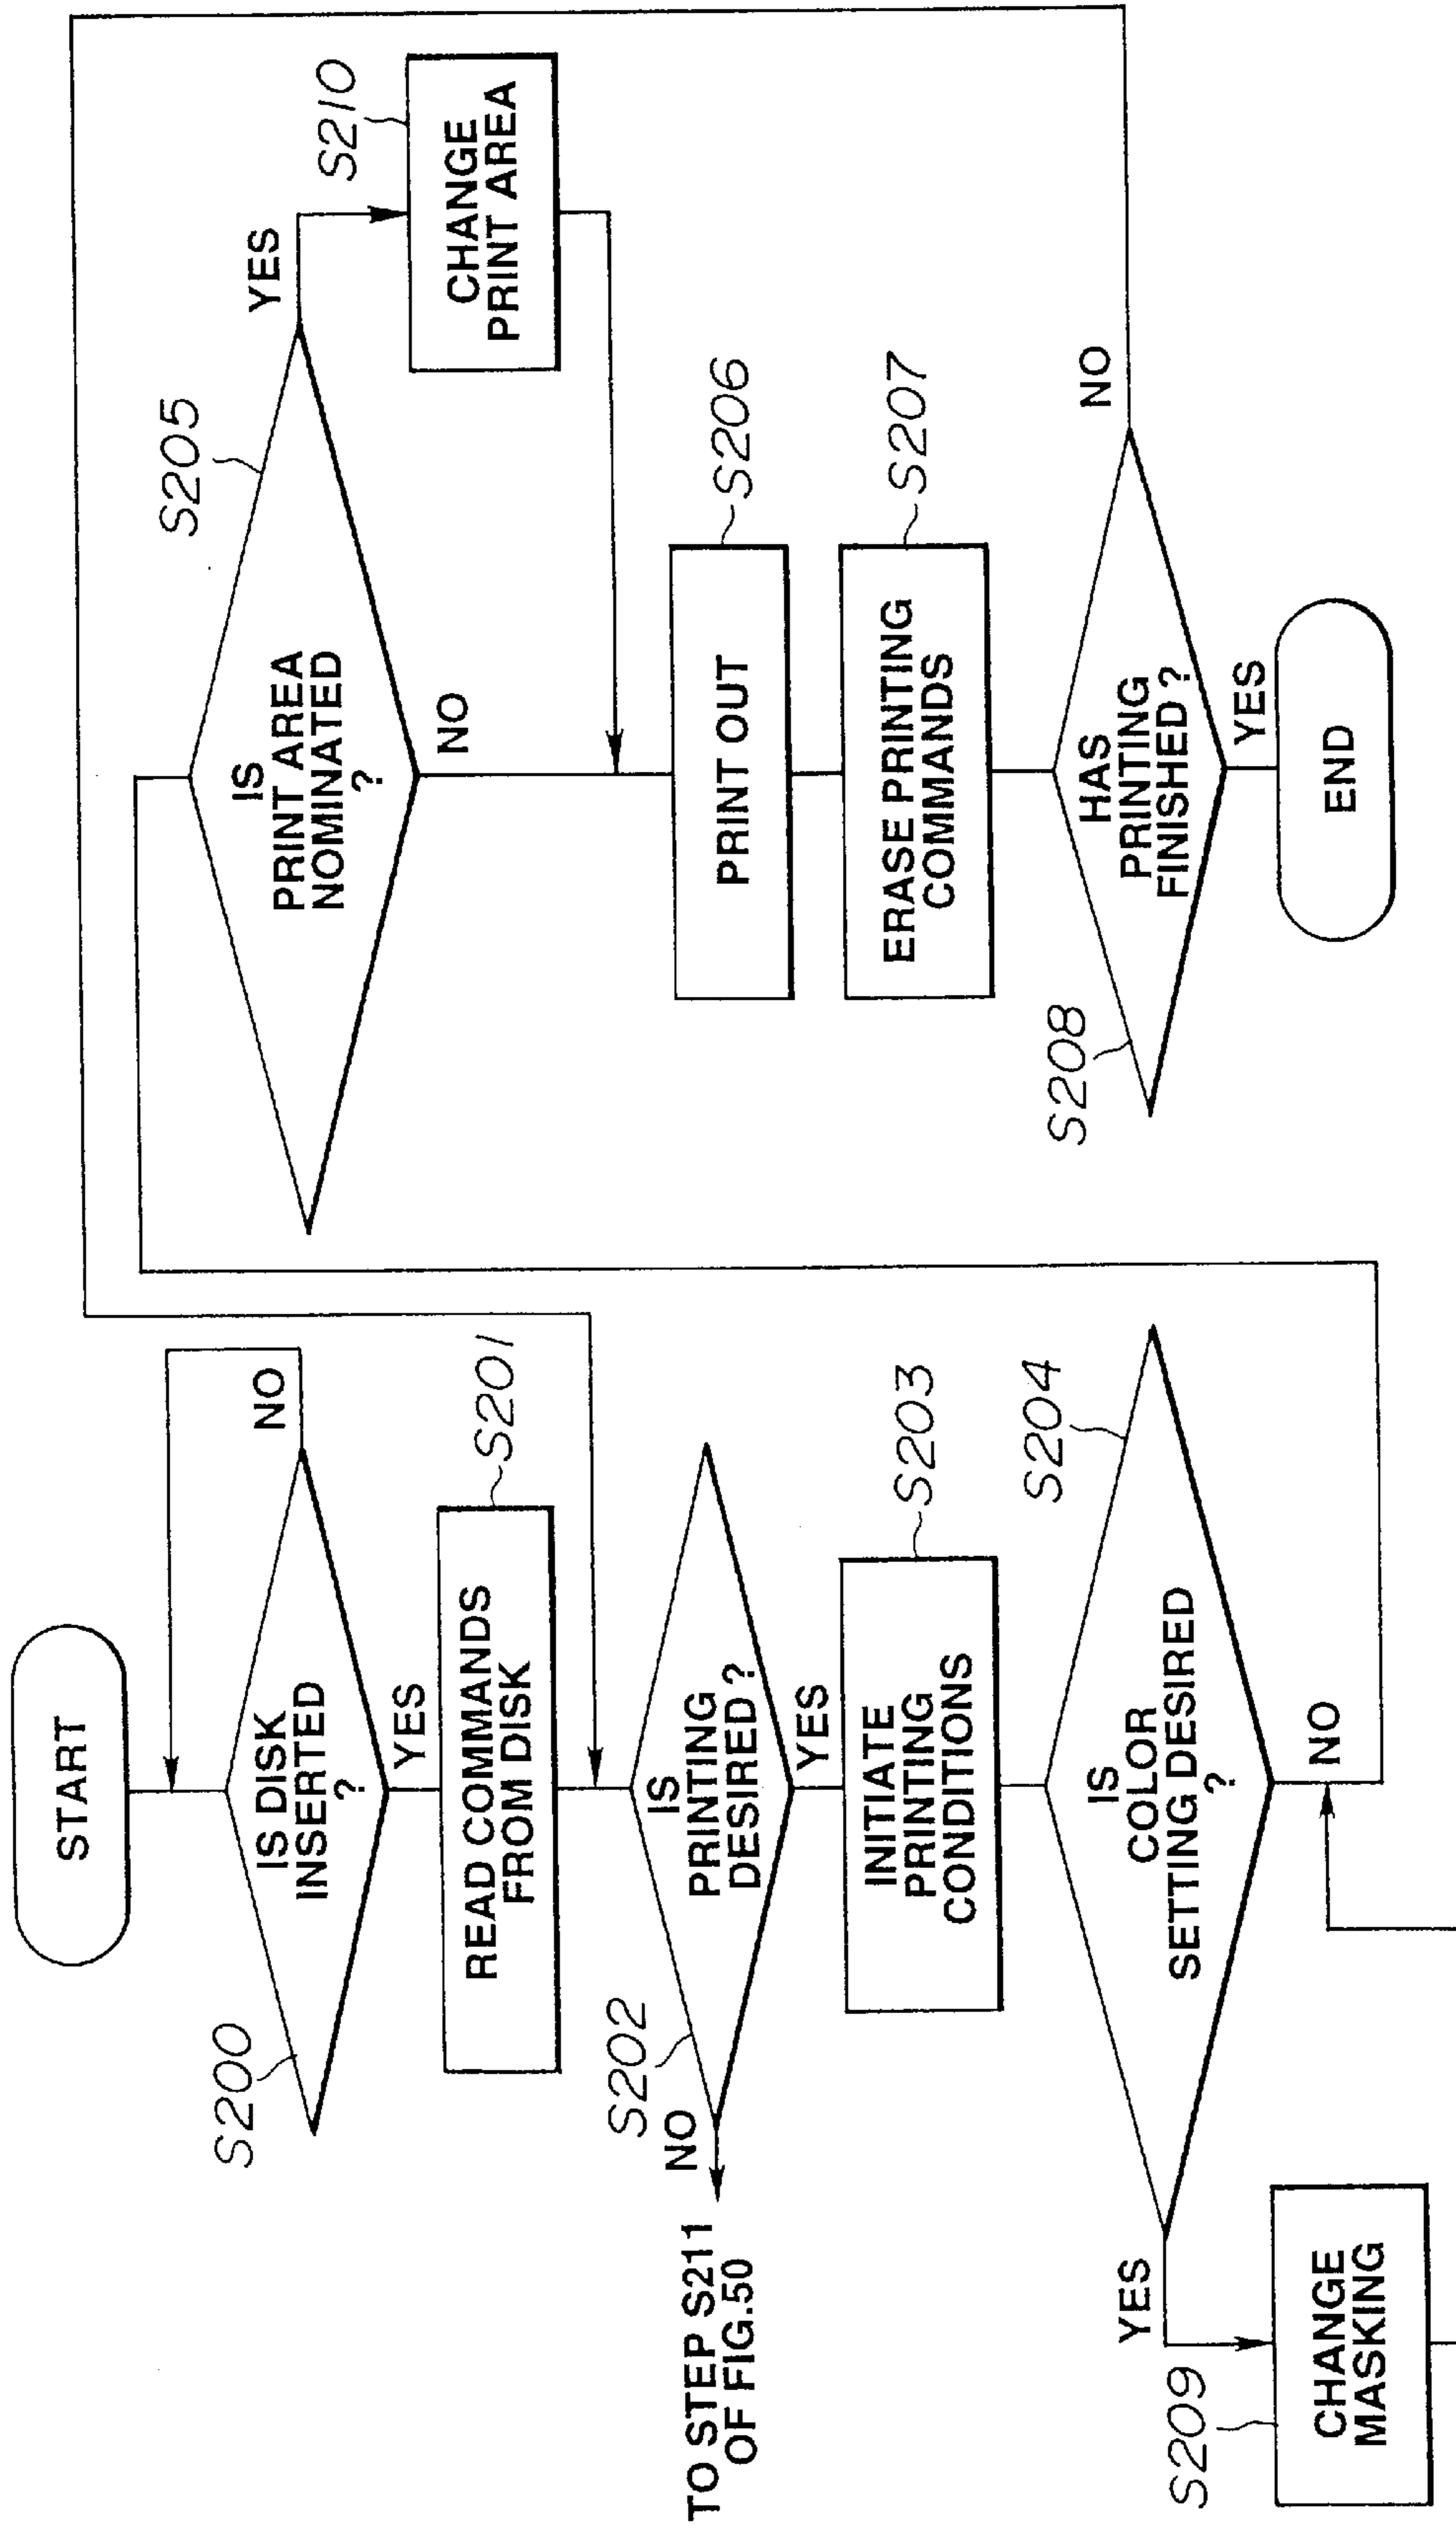 START
S200
IS DISK
INSERTED
?
NO
YES
READ COMMANDS
FROM DISK
S201
S202
IS
PRINTING
DESIRED ?
NO
TO STEP S211
OF FIG.50
YES
INITIATE
PRINTING
CONDITIONS
S203
S204
IS
COLOR
SETTING DESIRED
?
YES
NO
S209
CHANGE
MASKING
S205
IS
PRINT AREA
NOMINATED
?
YES
S210
CHANGE
PRINT AREA
NO
PRINT OUT
S206
ERASE PRINTING
COMMANDS
S207
S208
HAS
PRINTING
FINISHED ?
NO
YES
END